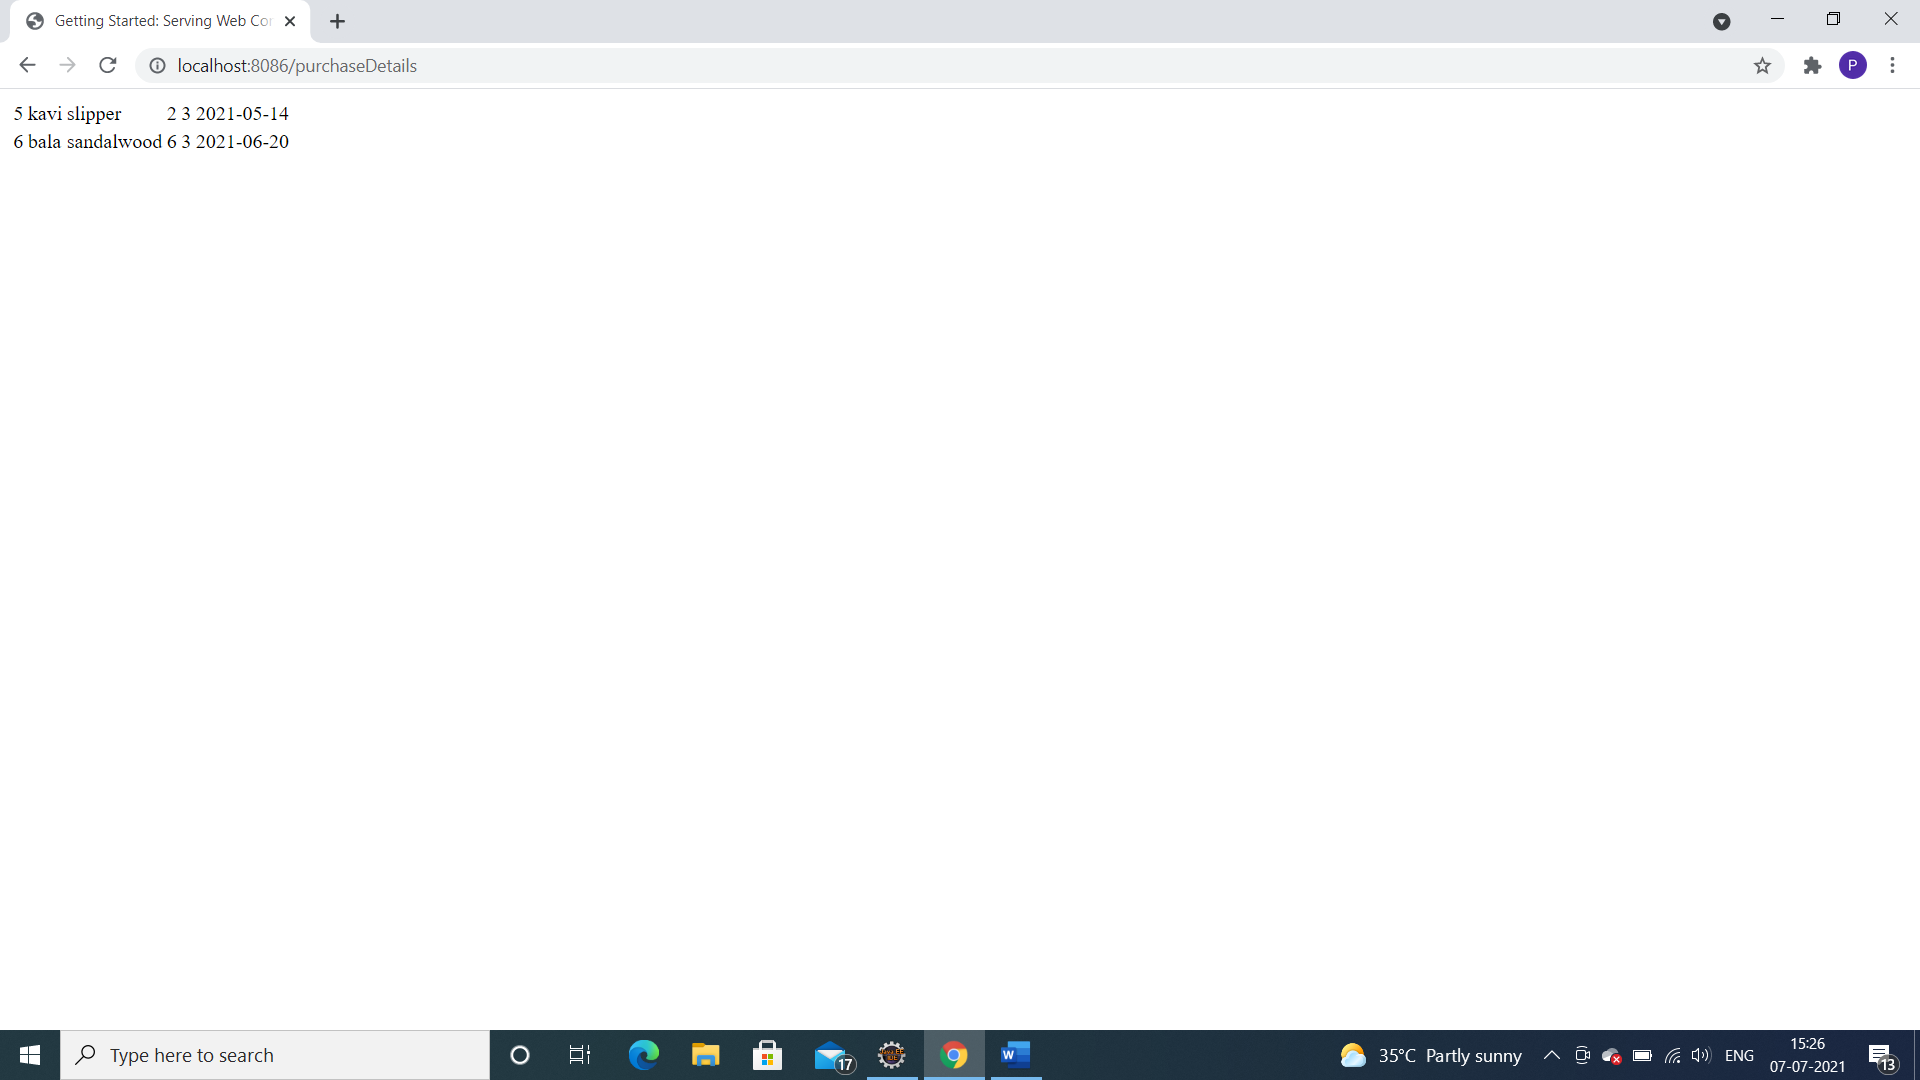 Getting Started: Serving Web Con
localhost:8086/purchaseDetails
P
5 kavi slipper 2 3 2021-05-14
6 bala sandalwood 6 3 2021-06-20
Type here to search
17
W
35°C Partly sunny
ENG
15:26
07-07-2021
13